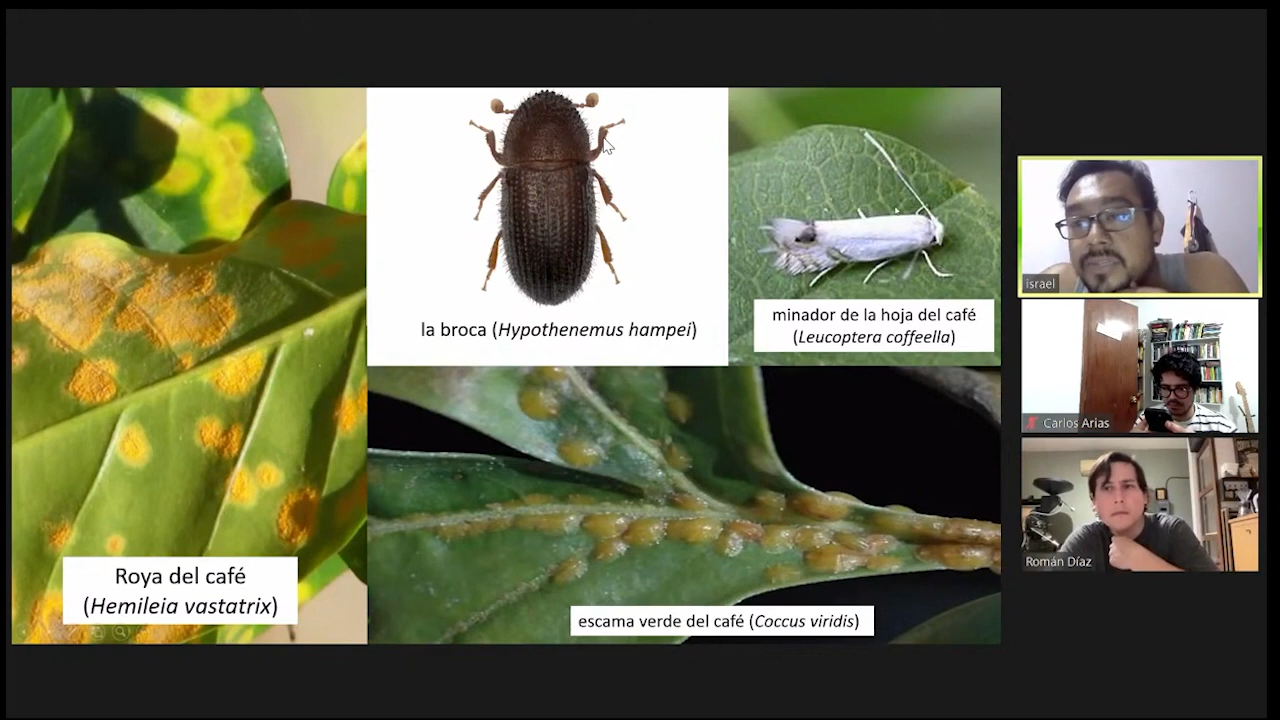 Roya del café
(Hemileia vastatrix)
la broca (Hypothenemus hampei)
minador de la hoja del café
(Leucoptera coffeella)
escama verde del café (Coccus viridis)
israel
Carlos Arias
Román Díaz